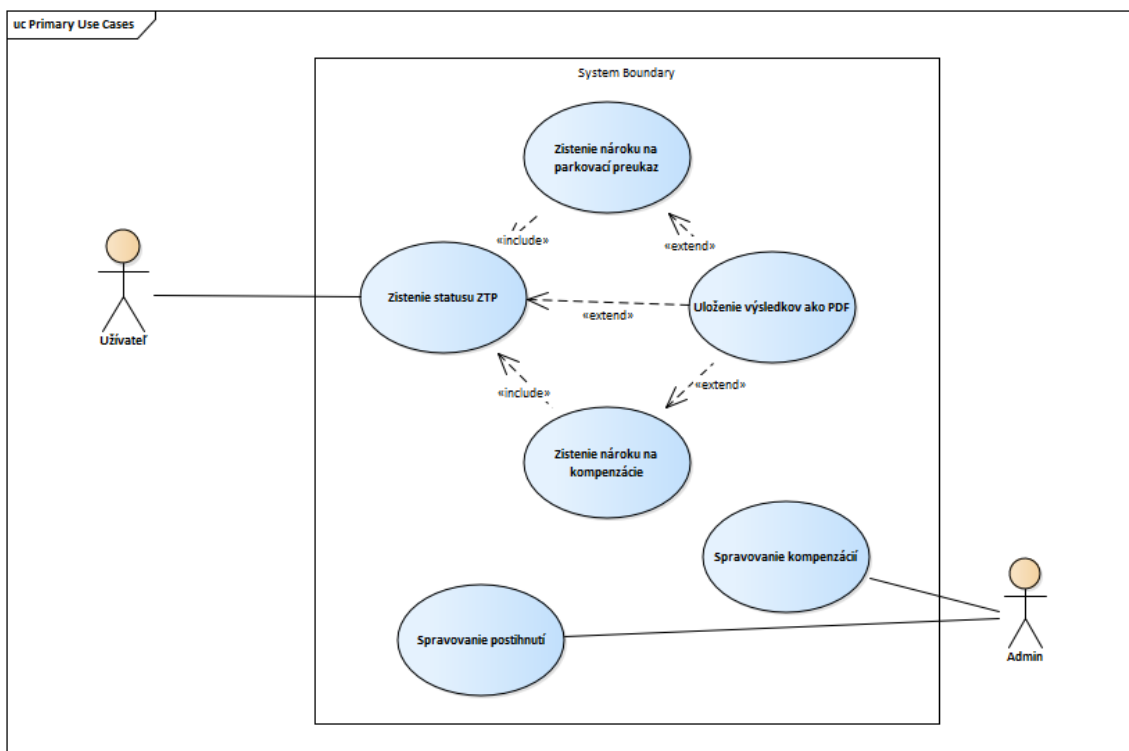 uc Primary Use Cases
System Boundary
Zistenie nároku na
parkovací preukaz
«include»
«extend»
Zistenie statusu ZTP
Uloženie výsledkov ako PDF
«extend»
Užívateľ
«include»
«extend»
Zistenie nároku na
kompenzácie
Spravovanie kompenzácií
Spravovanie postihnutí
Admin